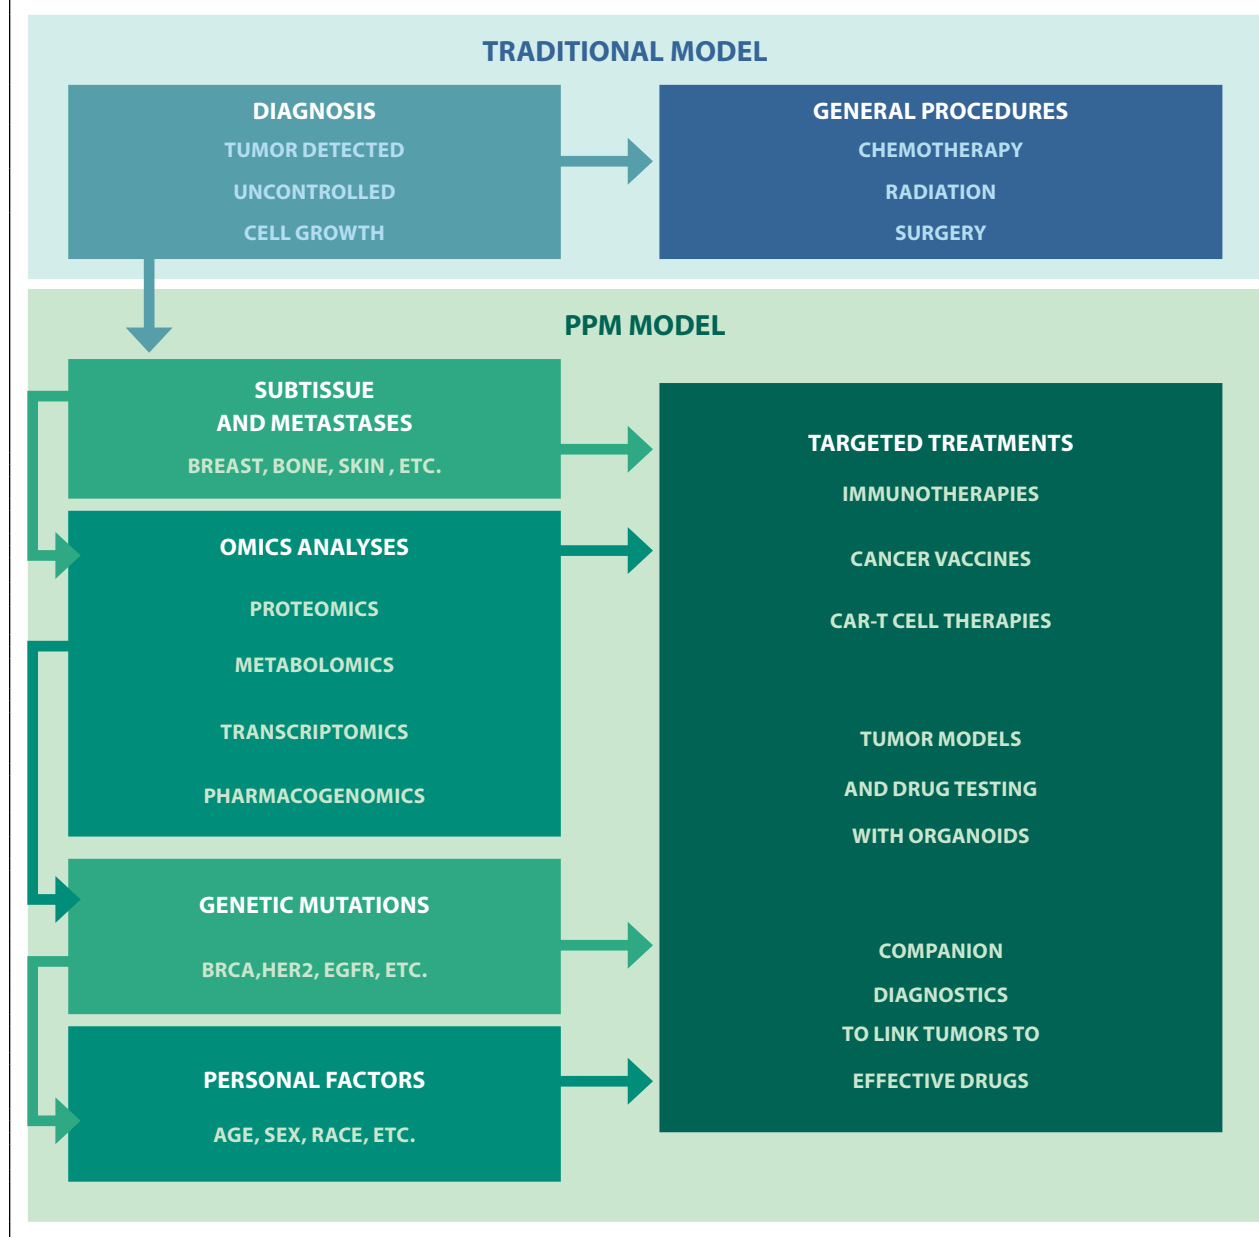 TRADITIONAL MODEL
DIAGNOSIS
TUMOR DETECTED
UNCONTROLLED
CELL GROWTH
GENERAL PROCEDURES
CHEMOTHERAPY
RADIATION
SURGERY
PPM MODEL
SUBTISSUE
AND METASTASES
BREAST, BONE, SKIN , ETC.
OMICS ANALYSES
PROTEOMICS
METABOLOMICS
TRANSCRIPTOMICS
PHARMACOGENOMICS
GENETIC MUTATIONS
BRCA,HER2, EGFR, ETC.
PERSONAL FACTORS
AGE, SEX, RACE, ETC.
TARGETED TREATMENTS
IMMUNOTHERAPIES
CANCER VACCINES
CAR-T CELL THERAPIES
TUMOR MODELS
AND DRUG TESTING
WITH ORGANOIDS
COMPANION
DIAGNOSTICS
TO LINK TUMORS TO
EFFECTIVE DRUGS